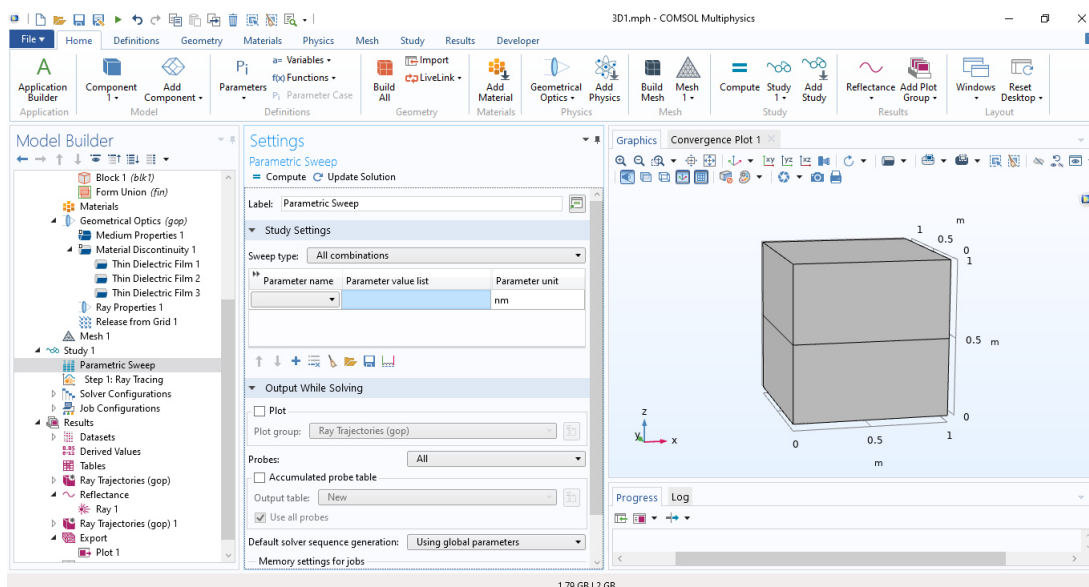 3D1.mph - COMSOL Multiphysics
File Home Definitions Geometry Materials Physics Mesh Study Results Developer
Application Builder
Component 1
Add Component
Pi
Parameters
a= Variables
f(x) Functions
Pi Parameter Case
Build All
Import
LiveLink
Add Material
Geometrical Optics
Add Physics
Build Mesh
Mesh 1
Compute
Study 1
Add Study
Reflectance
Add Plot Group
Windows
Reset Desktop
Application Model Definitions Geometry Materials Physics Mesh Study Results Layout
Model Builder
Block 1 (blk1)
Form Union (fin)
Materials
Geometrical Optics (gop)
Medium Properties 1
Material Discontinuity 1
Thin Dielectric Film 1
Thin Dielectric Film 2
Thin Dielectric Film 3
Ray Properties 1
Release from Grid 1
Mesh 1
Study 1
Parametric Sweep
Step 1: Ray Tracing
Solver Configurations
Job Configurations
Results
Datasets
Derived Values
Tables
Ray Trajectories (gop)
Reflectance
Ray 1
Ray Trajectories (gop) 1
Export
Plot 1
Settings
Parametric Sweep
= Compute Update Solution
Label: Parametric Sweep
Study Settings
Sweep type: All combinations
Parameter name Parameter value list Parameter unit
nm
Output While Solving
Plot
Plot group: Ray Trajectories (gop)
Probes: All
Accumulated probe table
Output table: New
Use all probes
Default solver sequence generation: Using global parameters
Memory settings for jobs
Graphics Convergence Plot 1
xy yz xz
m
1
0.5
0
1
0.5 m
0
z
y x
0 0.5 1
m
Progress Log
1.79 GB | 2 GB